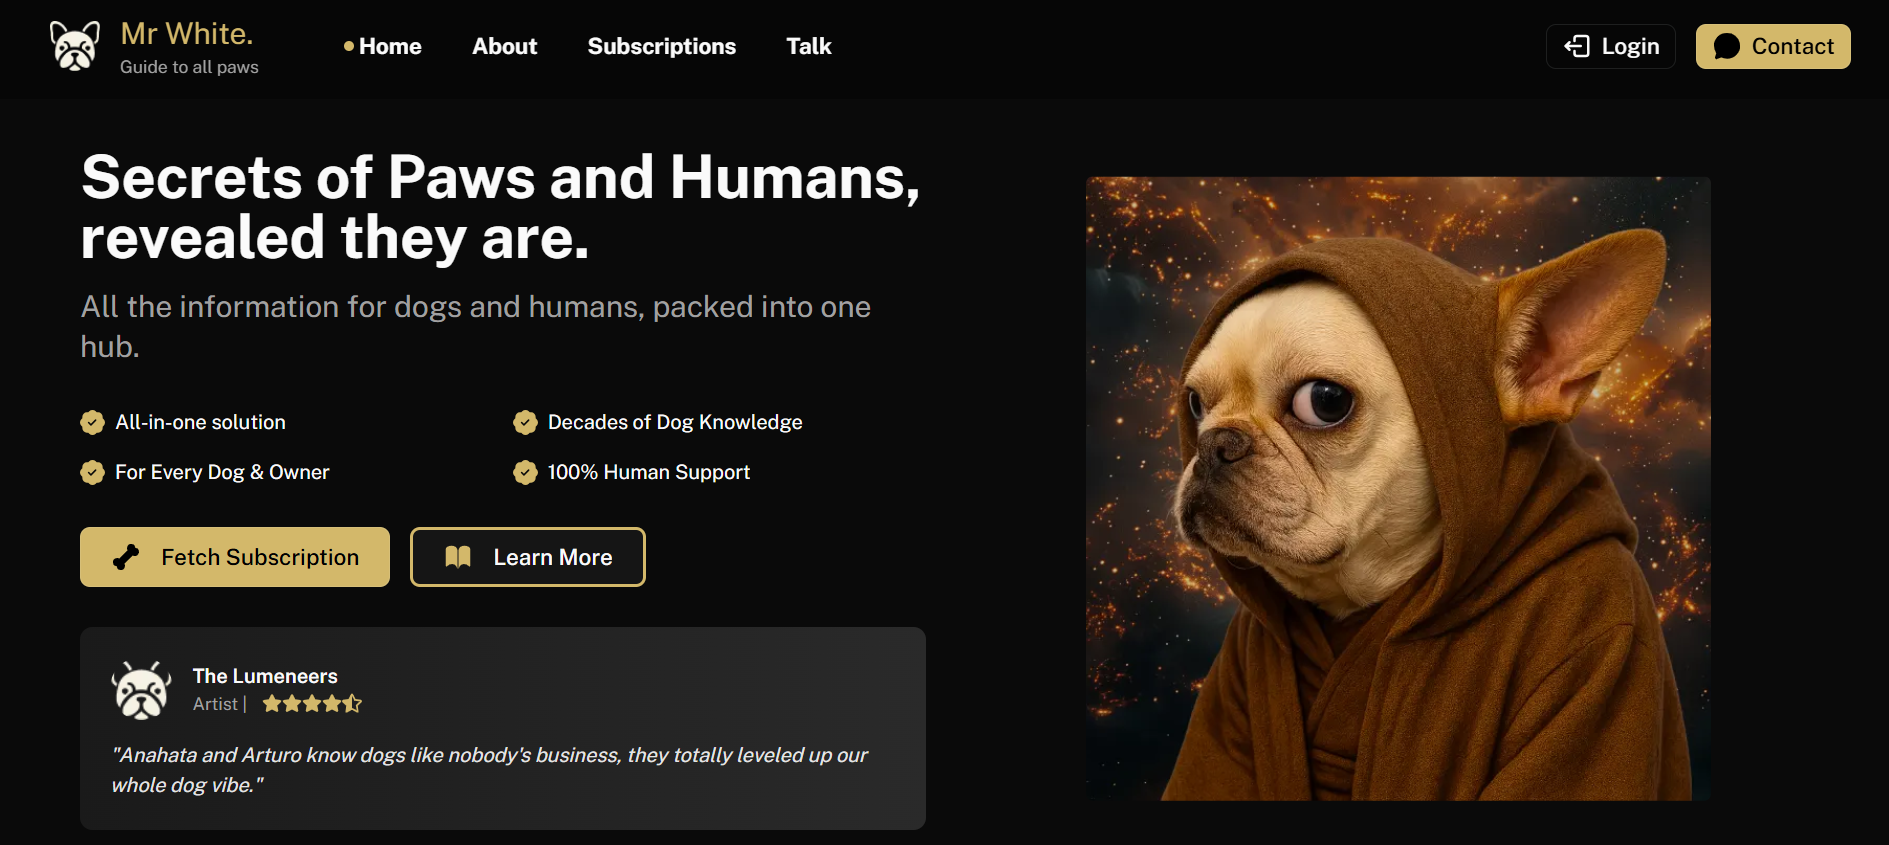 Mr White.
Guide to all paws
Home
About
Subscriptions
Talk
Login
Contact
Secrets of Paws and Humans,
revealed they are.
All the information for dogs and humans, packed into one
hub.
All-in-one solution
Decades of Dog Knowledge
For Every Dog & Owner
100% Human Support
Fetch Subscription
Learn More
The Lumeneers
Artist |
"Anahata and Arturo know dogs like nobody's business, they totally leveled up our
whole dog vibe."